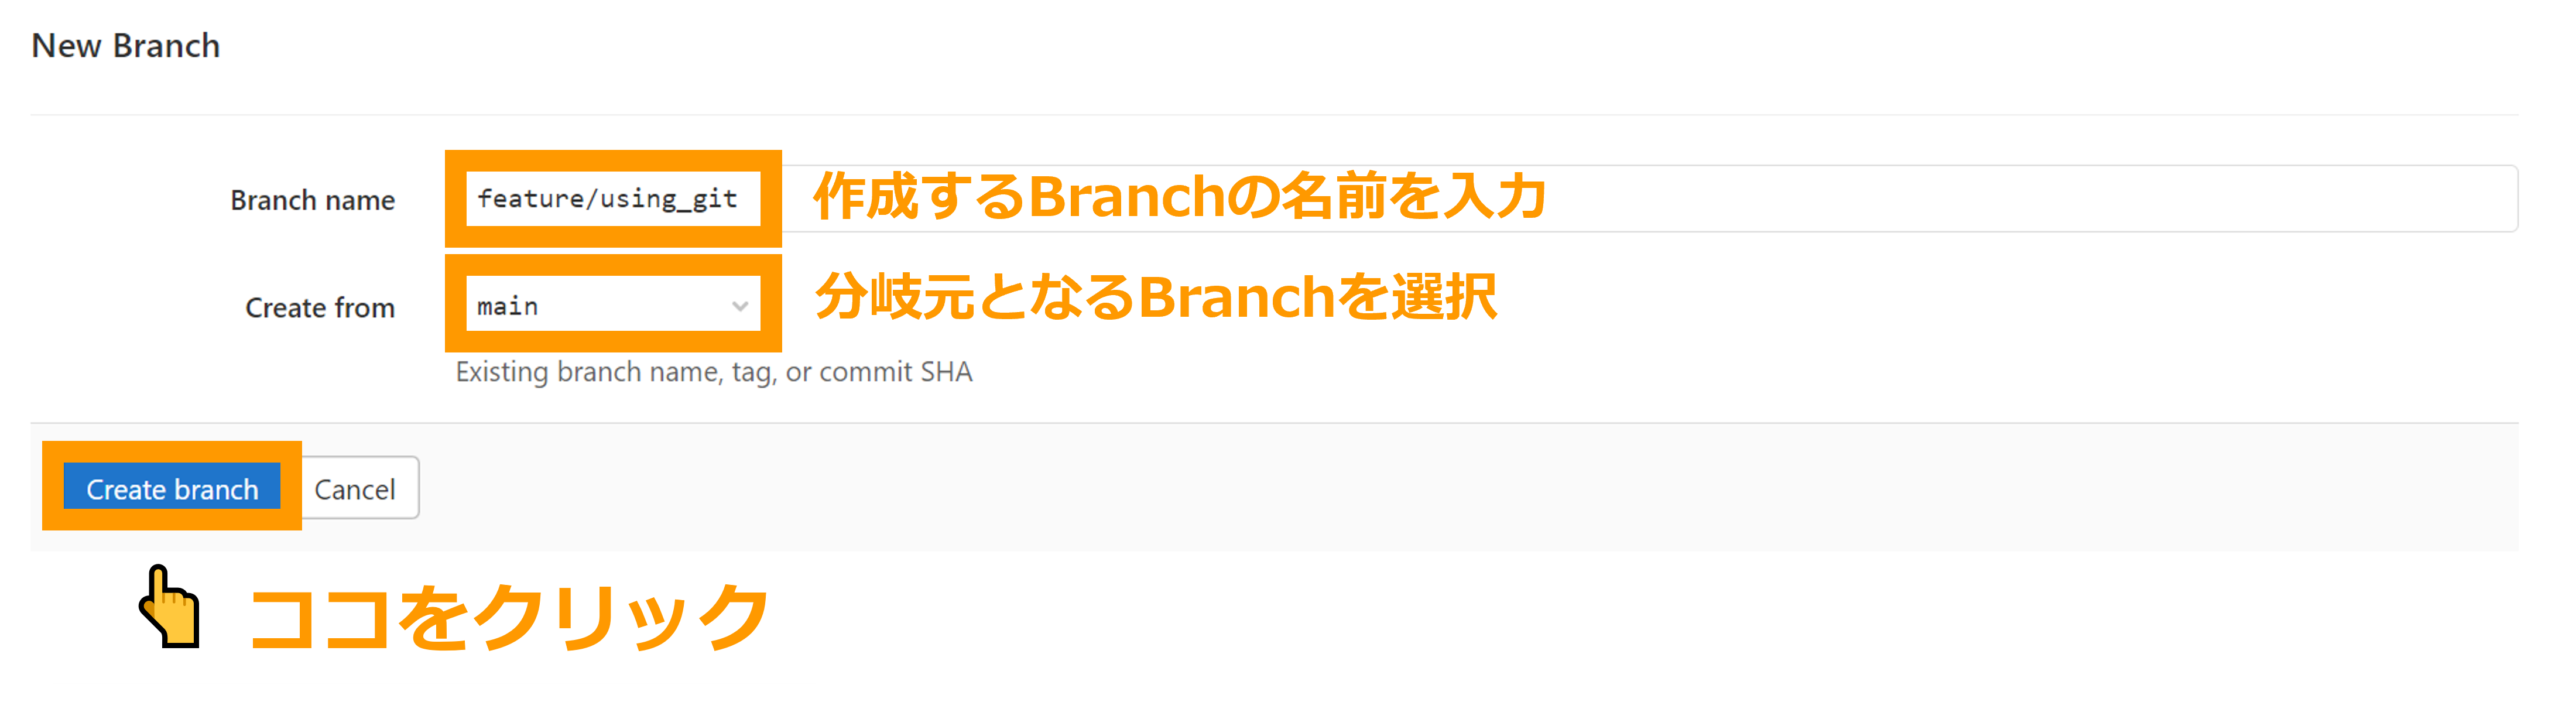 New Branch
Branch name feature/using_git 作成するBranchの名前を入力
Create from main 分岐元となるBranchを選択
Existing branch name, tag, or commit SHA
Create branch Cancel
ココをクリック